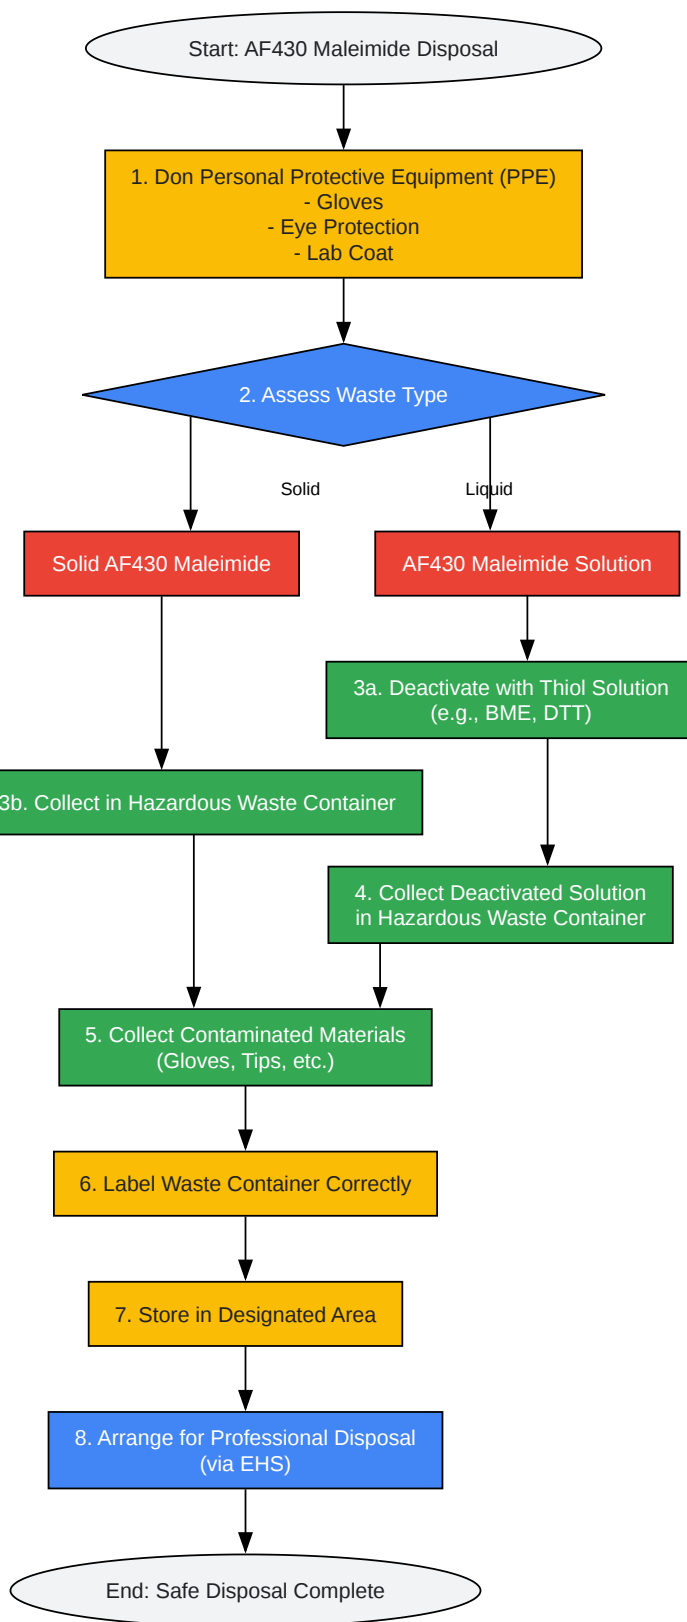 Start: AF430 Maleimide Disposal
1. Don Personal Protective Equipment (PPE)
- Gloves
- Eye Protection
- Lab Coat
2. Assess Waste Type
Solid
Liquid
Solid AF430 Maleimide
AF430 Maleimide Solution
3a. Deactivate with Thiol Solution
(e.g., BME, DTT)
3b. Collect in Hazardous Waste Container
4. Collect Deactivated Solution
in Hazardous Waste Container
5. Collect Contaminated Materials
(Gloves, Tips, etc.)
6. Label Waste Container Correctly
7. Store in Designated Area
8. Arrange for Professional Disposal
(via EHS)
End: Safe Disposal Complete